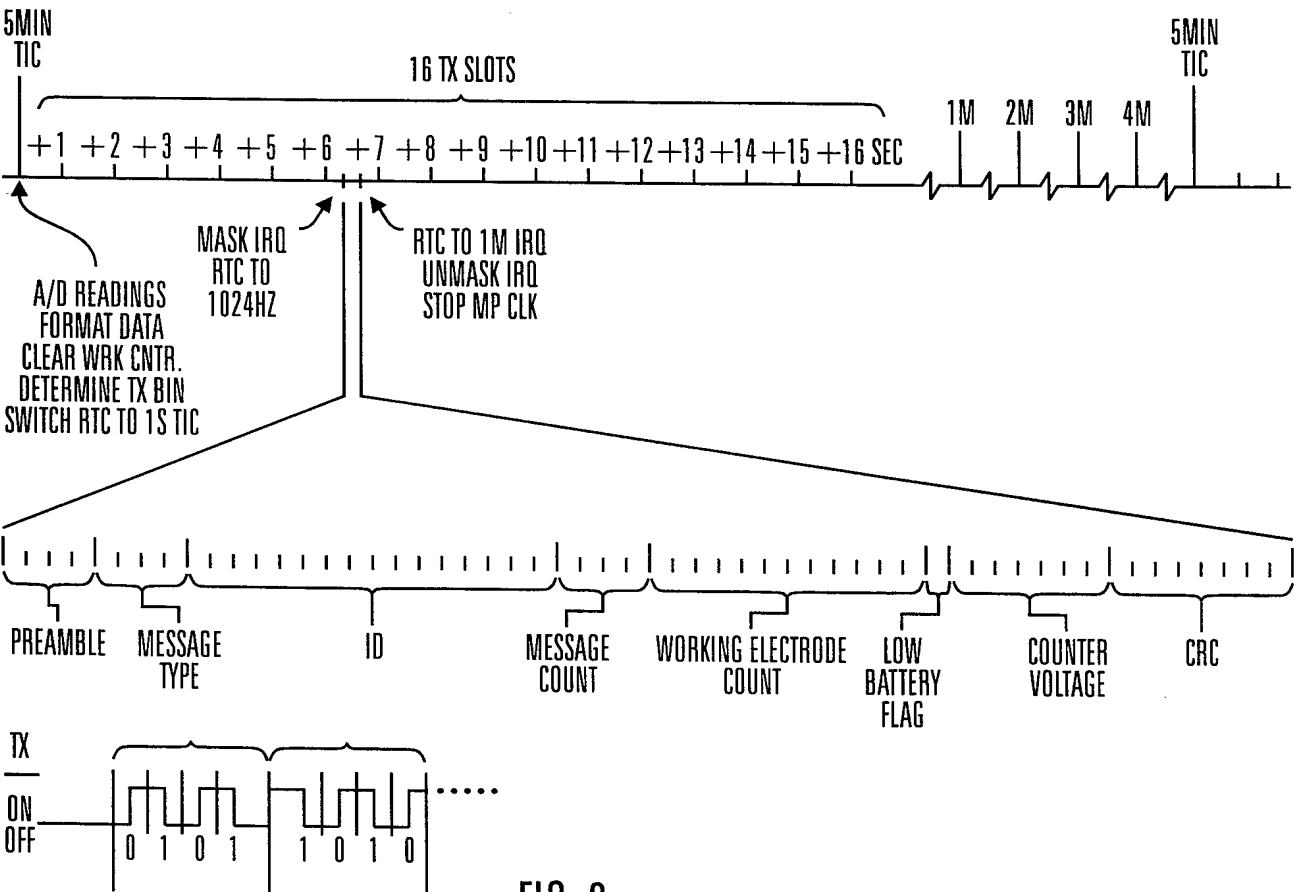 5MIN
TIC
16 TX SLOTS
5MIN
TIC
1M 2M 3M 4M
+1 +2 +3 +4 +5 +6 +7 +8 +9 +10 +11 +12 +13 +14 +15 +16 SEC
MASK IRQ
RTC TO
1024HZ
RTC TO 1M IRQ
UNMASK IRQ
STOP MP CLK
A/D READINGS
FORMAT DATA
CLEAR WRK CNTR.
DETERMINE TX BIN
SWITCH RTC TO 1S TIC
PREAMBLE
MESSAGE
TYPE
ID
MESSAGE
COUNT
WORKING ELECTRODE
COUNT
LOW
BATTERY
FLAG
COUNTER
VOLTAGE
CRC
TX
ON
OFF
0 1 0 1 1 0 1 0